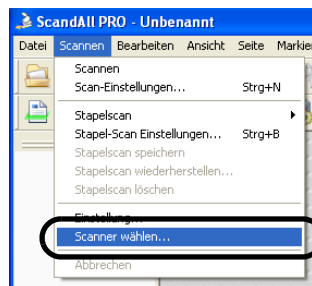 ScandAll PRO - Unbenannt
Datei Scannen Bearbeiten Ansicht Seite
Scannen
Scan-Einstellungen... Strg+N
Stapelscan
Stapel-Scan Einstellungen... Strg+B
Stapelscan speichern
Stapelscan wiederherstellen...
Stapelscan löschen
Einstellung...
Scanner wählen...
Abbrechen